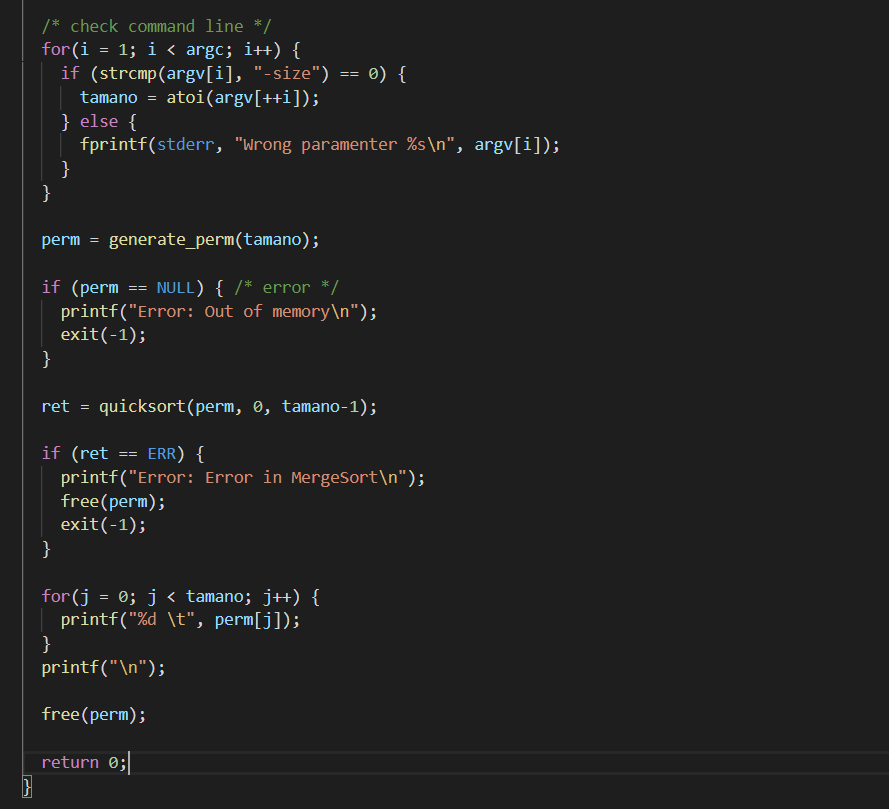 /* check command line */
for(i = 1; i < argc; i++) {
if (strcmp(argv[i], "-size") == 0) {
tamano = atoi(argv[++i]);
} else {
fprintf(stderr, "Wrong paramenter %s\n", argv[i]);
}
}
perm = generate_perm(tamano);
if (perm == NULL) { /* error */
printf("Error: Out of memory\n");
exit(-1);
}
ret = quicksort(perm, 0, tamano-1);
if (ret == ERR) {
printf("Error: Error in MergeSort\n");
free(perm);
exit(-1);
}
for(j = 0; j < tamano; j++) {
printf("%d \t", perm[j]);
}
printf("\n");
free(perm);
return 0;
}